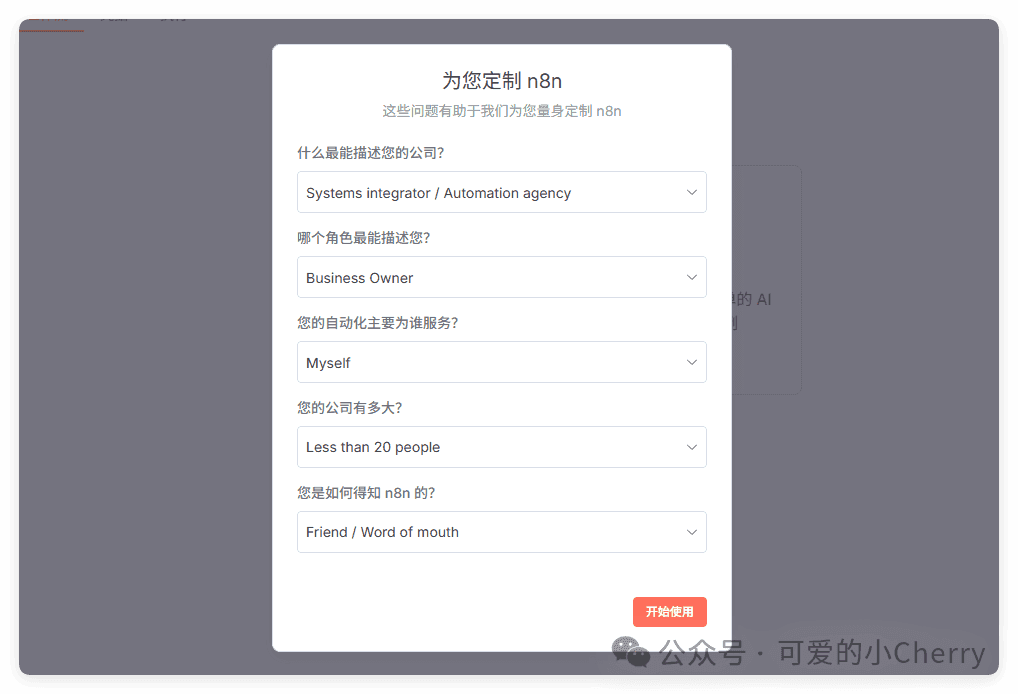 为您定制 n8n
这些问题有助于我们为您量身定制 n8n
什么最能描述您的公司?
Systems integrator / Automation agency
哪个角色最能描述您?
Business Owner
的 AI
您的自动化主要为谁服务?
Myself
您的公司有多大?
Less than 20 people
您是如何得知 n8n 的?
Friend / Word of mouth
开始使用
公众号 · 可爱的小Cherry